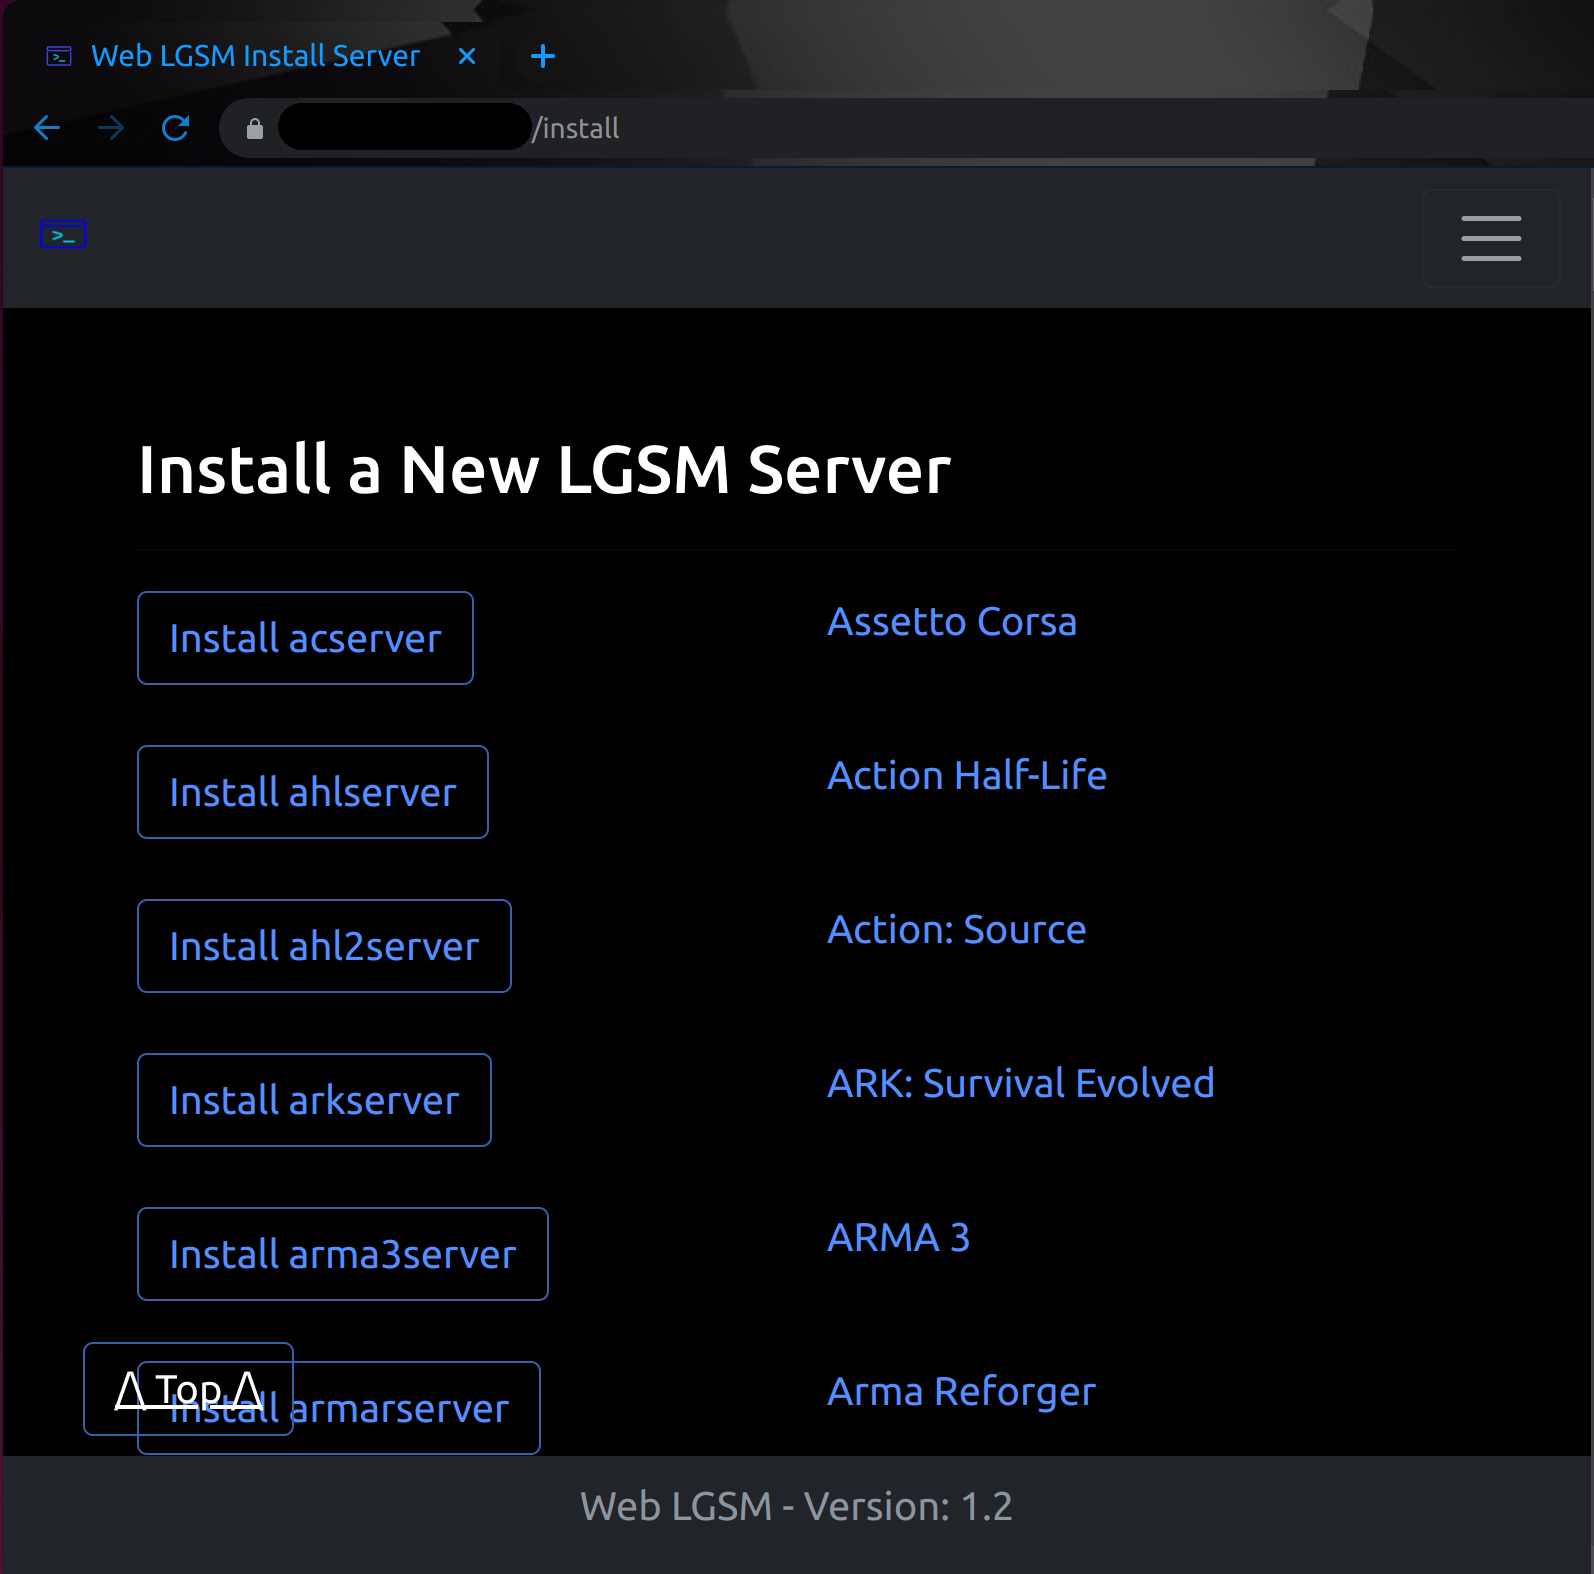 Web LGSM Install Server
/install
>_
Install a New LGSM Server
Install acserver
Assetto Corsa
Install ahlserver
Action Half-Life
Install ahl2server
Action: Source
Install arkserver
ARK: Survival Evolved
Install arma3server
ARMA 3
Λ Top Λ
Install armarserver
Arma Reforger
Web LGSM - Version: 1.2